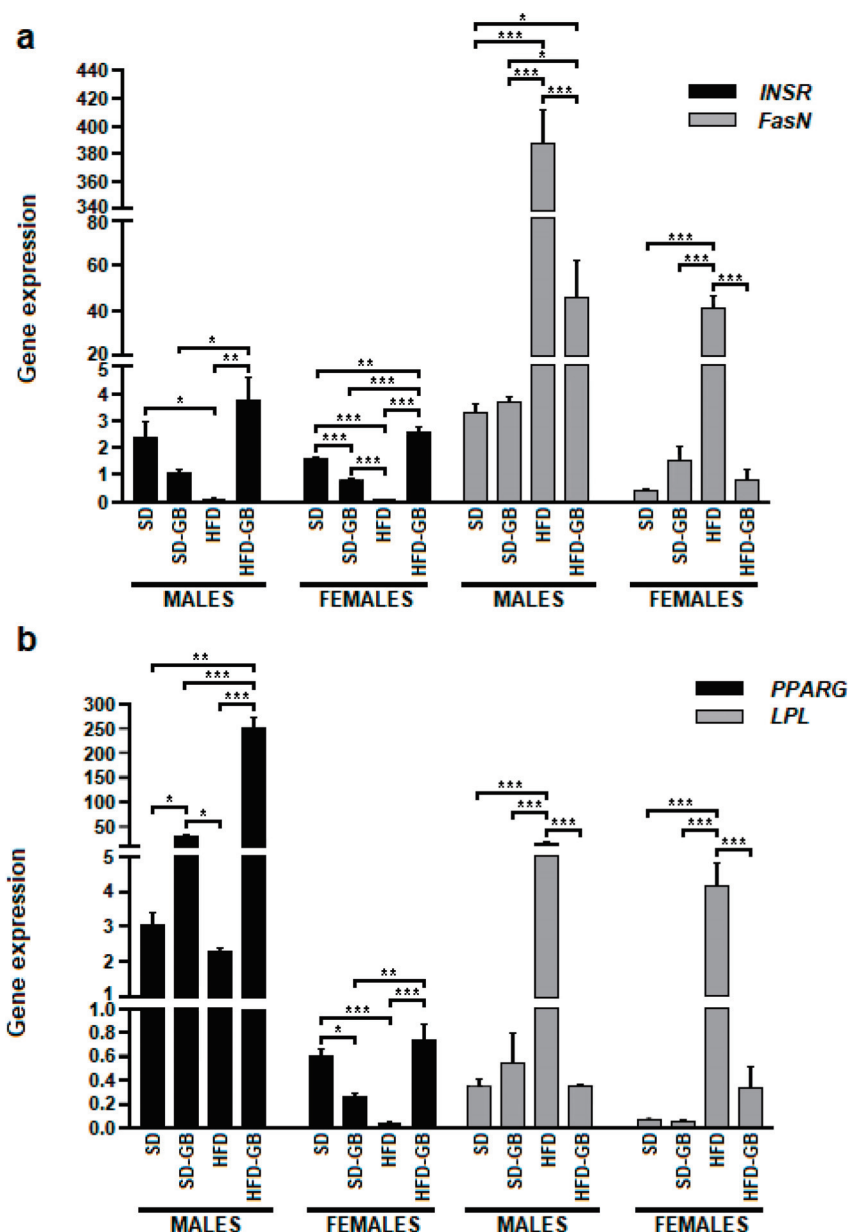 a
*
***
*
***
***
INSR
FasN
Gene expression
440
420
400
380
360
340
80
60
40
20
5
4
3
2
1
0
*
**
*
**
***
***
***
***
***
***
***
***
SD
SD-GB
HFD
HFD-GB
SD
SD-GB
HFD
HFD-GB
SD
SD-GB
HFD
HFD-GB
SD
SD-GB
HFD
HFD-GB
MALES FEMALES MALES FEMALES
b
**
***
***
PPARG
LPL
Gene expression
300
250
200
150
100
50
5
4
3
2
1
1.0
0.8
0.6
0.4
0.2
0.0
*
*
**
***
***
*
***
***
***
***
***
***
SD
SD-GB
HFD
HFD-GB
SD
SD-GB
HFD
HFD-GB
SD
SD-GB
HFD
HFD-GB
SD
SD-GB
HFD
HFD-GB
MALES FEMALES MALES FEMALES